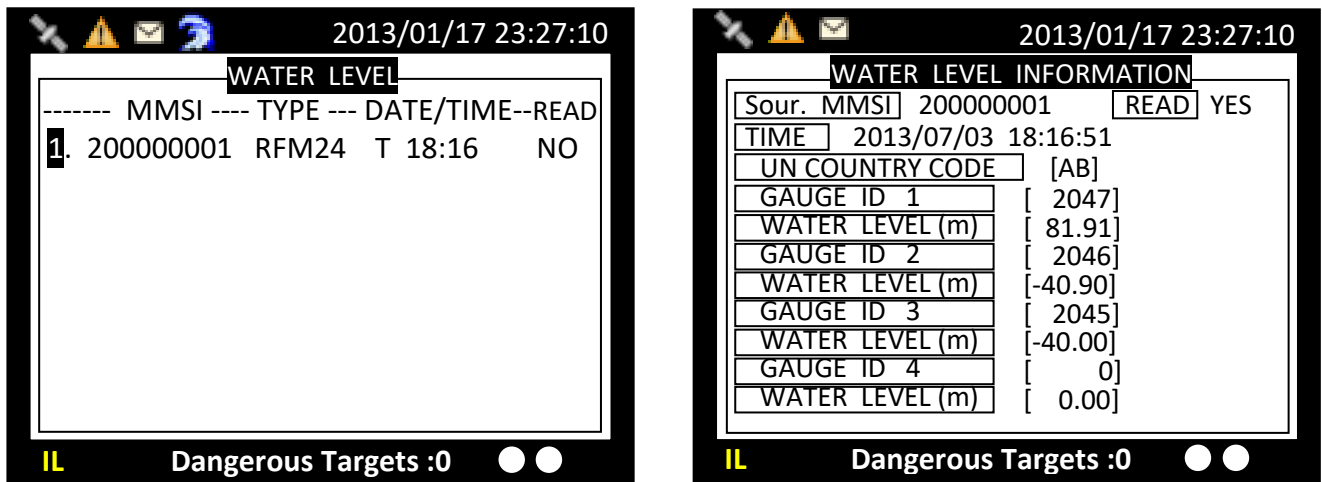 2013/01/17 23:27:10
WATER LEVEL
------- MMSI ---- TYPE --- DATE/TIME--READ
1. 200000001 RFM24 T 18:16 NO
IL Dangerous Targets :0
2013/01/17 23:27:10
WATER LEVEL INFORMATION
Sour. MMSI 200000001 READ YES
TIME 2013/07/03 18:16:51
UN COUNTRY CODE [AB]
GAUGE ID 1 [ 2047]
WATER LEVEL (m) [ 81.91]
GAUGE ID 2 [ 2046]
WATER LEVEL (m) [-40.90]
GAUGE ID 3 [ 2045]
WATER LEVEL (m) [-40.00]
GAUGE ID 4 [ 0]
WATER LEVEL (m) [ 0.00]
IL Dangerous Targets :0